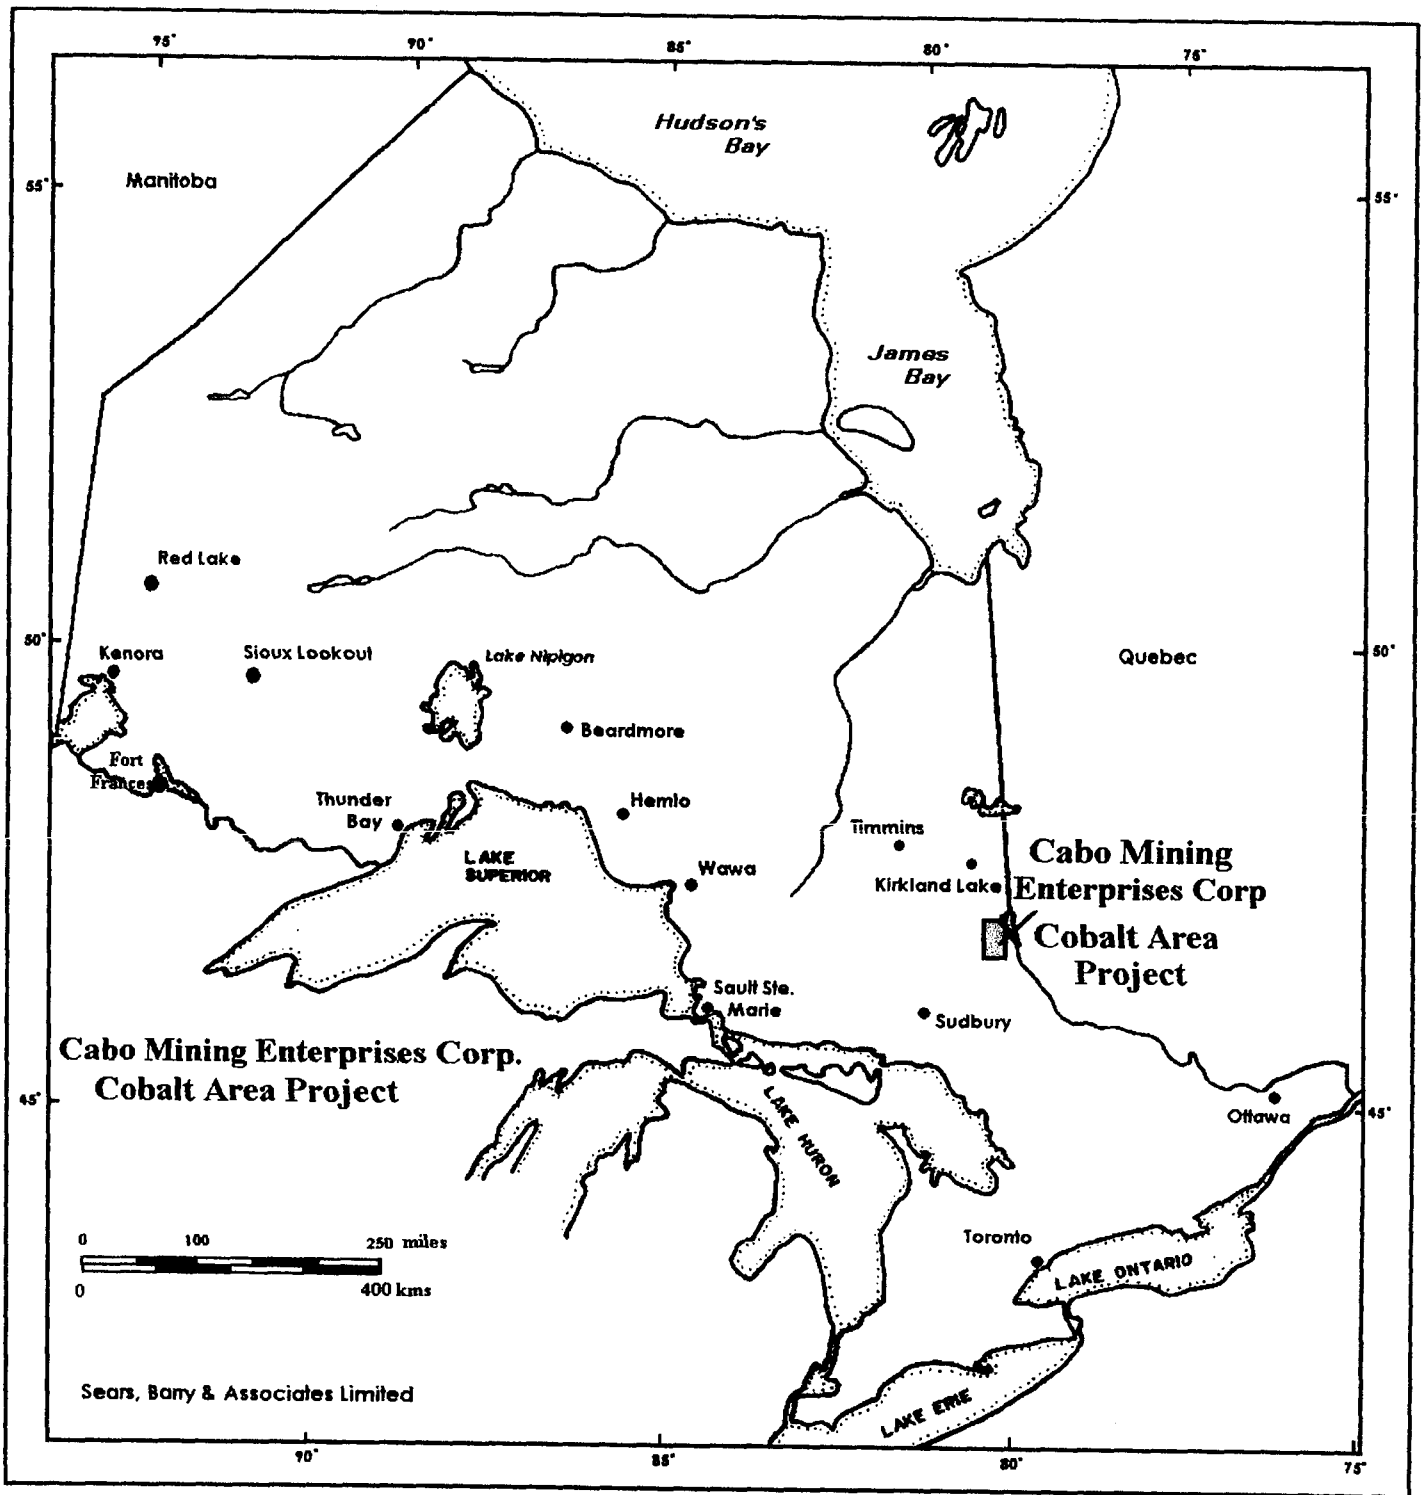 95° 90° 85° 80° 75°
Hudson's
Bay
Manitoba
55° 55°
James
Bay
Red Lake
50° 50°
Kenora
Sioux Lookout
Lake Nipigon
Quebec
Beardmore
Fort
Frances
Thunder
Bay
Hemlo
Timmins
LAKE
SUPERIOR
Wawa
Kirkland Lake
Cabo Mining
Enterprises Corp
Cobalt Area
Project
Sault Ste.
Marie
Sudbury
Cabo Mining Enterprises Corp.
Cobalt Area Project
45° 45°
LAKE HURON
Ottawa
Toronto
LAKE ONTARIO
0 100 250 miles
0 400 kms
Sears, Barry & Associates Limited
LAKE ERIE
90° 85° 80° 75°